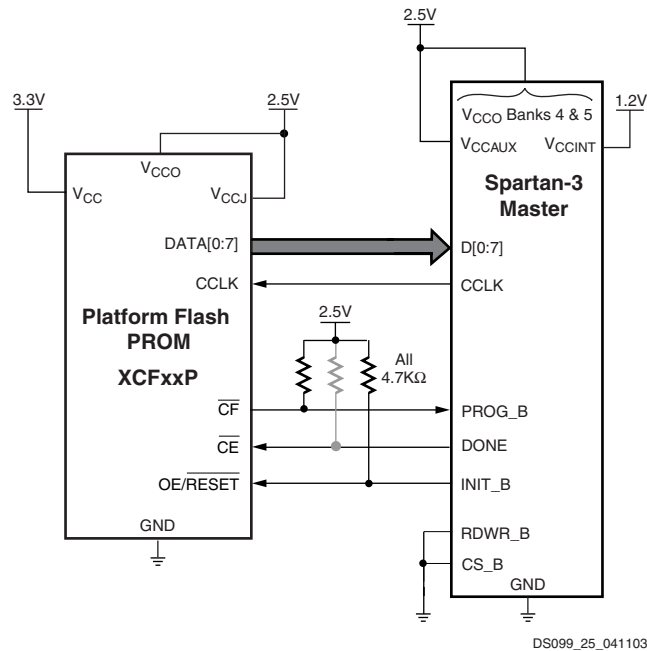 2.5V
3.3V
2.5V
1.2V
VCCO Banks 4 & 5
VCCO
VCCAUX
VCCINT
VCC
VCCJ
Spartan-3
Master
DATA[0:7]
D[0:7]
CCLK
CCLK
Platform Flash
PROM
XCFxxP
2.5V
All
4.7KΩ
CF
PROG_B
CE
DONE
OE/RESET
INIT_B
GND
RDWR_B
CS_B
GND
DS099_25_041103